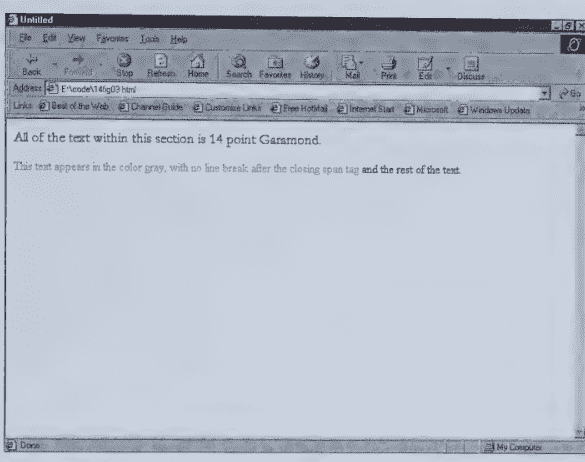 Untitled
File Edit View Favorites Tools Help
Back Forward Stop Refresh Home Search Favorites History Mail Print Edit Discuss
Address E:\code\14fig03.html Go
Links Best of the Web Channel Guide Customize Links Free Hotmail Internet Start Microsoft Windows Update
All of the text within this section is 14 point Garamond.
This text appears in the color gray, with no line break after the closing span tag and the rest of the text.
Done My Computer